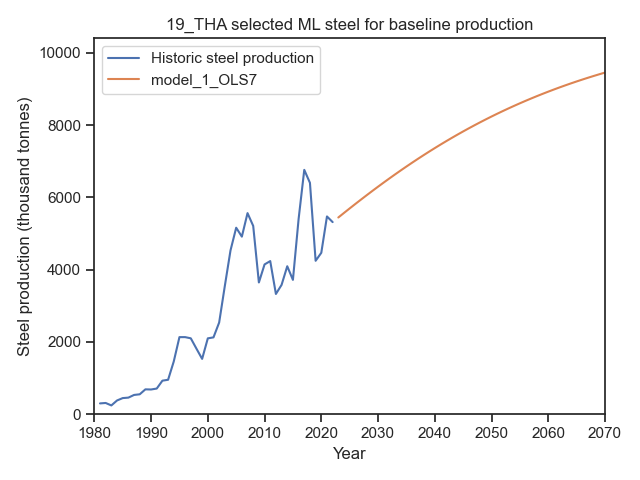 19_THA selected ML steel for baseline production
Historic steel production
model_1_OLS7
Steel production (thousand tonnes)
10000
8000
6000
4000
2000
0
1980 1990 2000 2010 2020 2030 2040 2050 2060 2070
Year